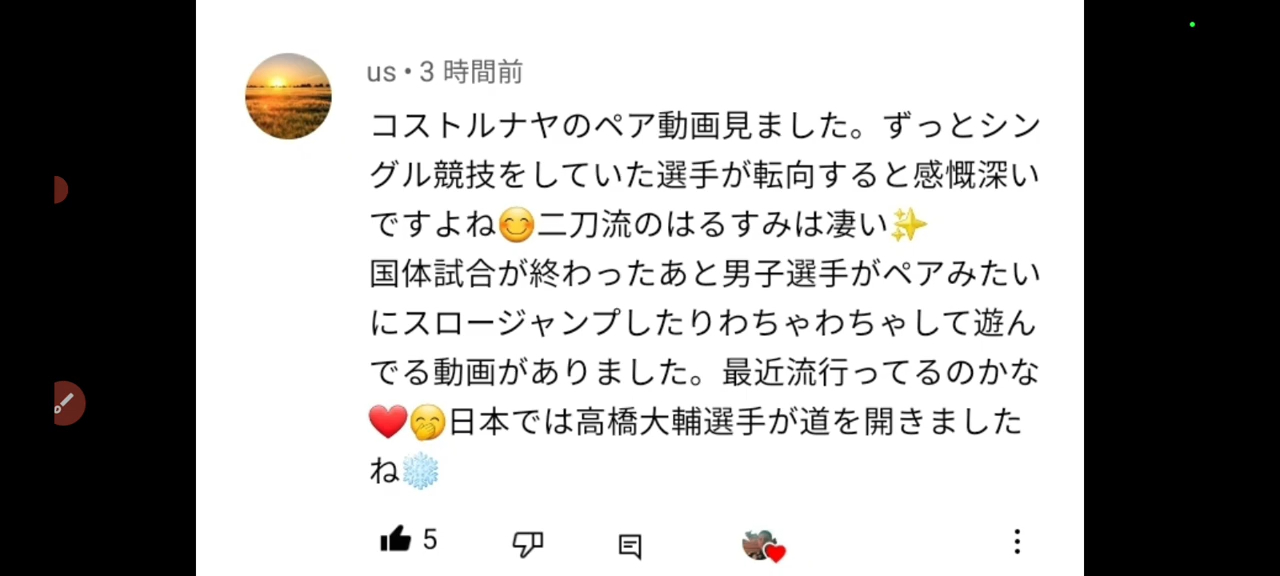 us • 3 時間前
コストルナヤのペア動画見ました。ずっとシン
グル競技をしていた選手が転向すると感慨深い
ですよね😊二刀流のはるすみは凄い✨
国体試合が終わったあと男子選手がペアみたい
にスロージャンプしたりわちゃわちゃして遊ん
でる動画がありました。最近流行ってるのかな
❤️🤭日本では高橋大輔選手が道を開きました
ね❄️
5